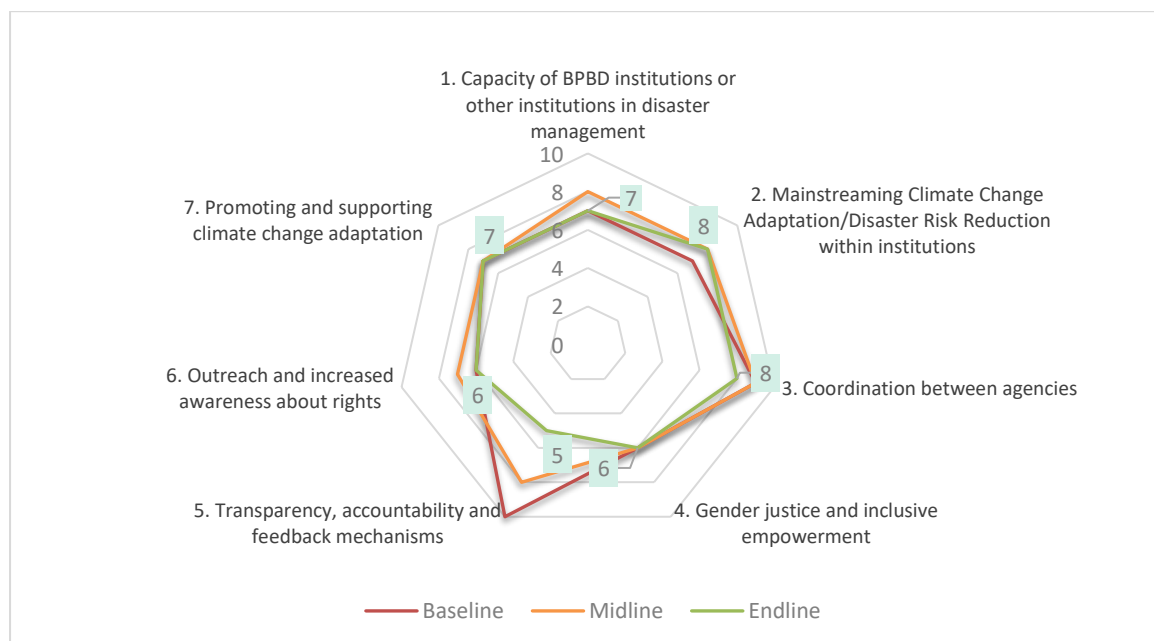 1. Capacity of BPBD institutions or
other institutions in disaster
management
10
8
6
4
2
0
7
8
8
6
5
6
7
2. Mainstreaming Climate Change
Adaptation/Disaster Risk Reduction
within institutions
3. Coordination between agencies
4. Gender justice and inclusive
empowerment
5. Transparency, accountability and
feedback mechanisms
6. Outreach and increased
awareness about rights
7. Promoting and supporting
climate change adaptation
Baseline Midline Endline